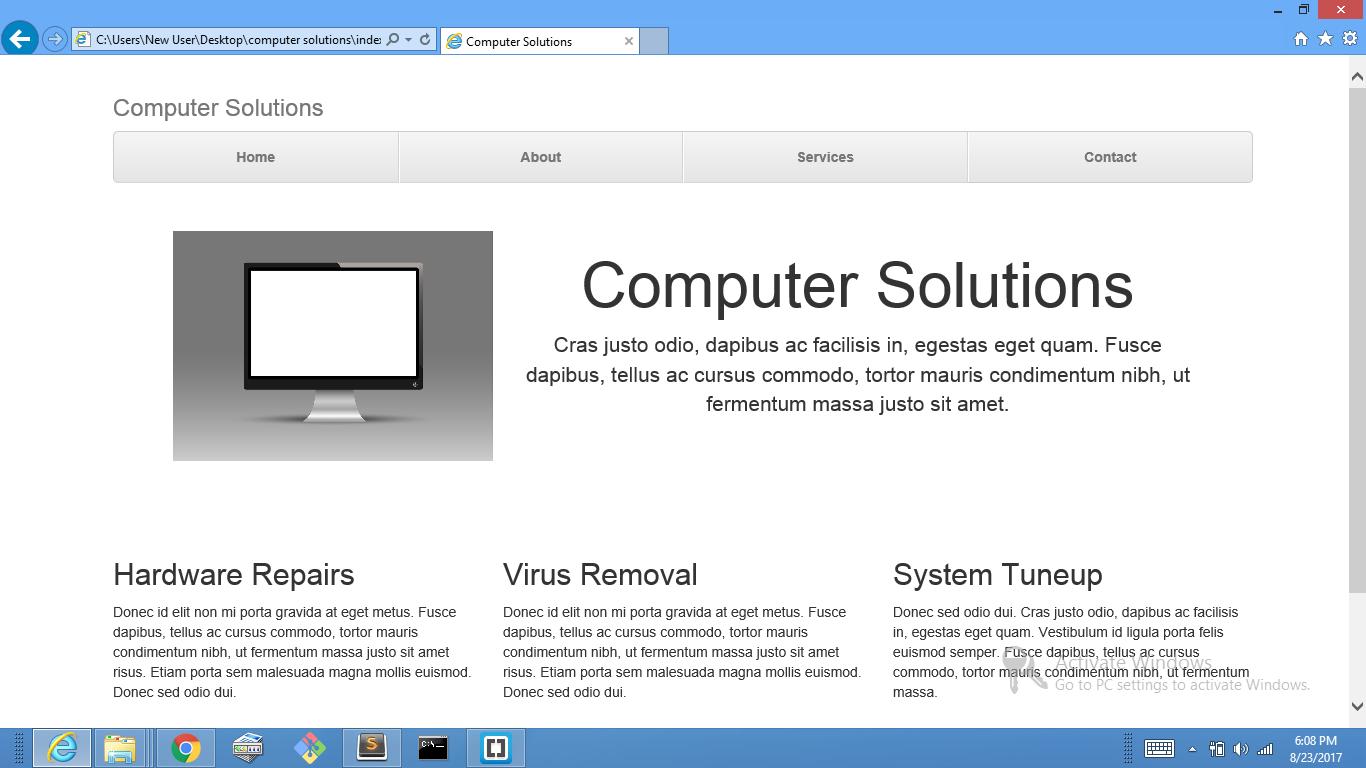 C:\Users\New User\Desktop\computer solutions\index
Computer Solutions
Computer Solutions
Home
About
Services
Contact
Computer Solutions
Cras justo odio, dapibus ac facilisis in, egestas eget quam. Fusce
dapibus, tellus ac cursus commodo, tortor mauris condimentum nibh, ut
fermentum massa justo sit amet.
Hardware Repairs
Donec id elit non mi porta gravida at eget metus. Fusce
dapibus, tellus ac cursus commodo, tortor mauris
condimentum nibh, ut fermentum massa justo sit amet
risus. Etiam porta sem malesuada magna mollis euismod.
Donec sed odio dui.
Virus Removal
Donec id elit non mi porta gravida at eget metus. Fusce
dapibus, tellus ac cursus commodo, tortor mauris
condimentum nibh, ut fermentum massa justo sit amet
risus. Etiam porta sem malesuada magna mollis euismod.
Donec sed odio dui.
System Tuneup
Donec sed odio dui. Cras justo odio, dapibus ac facilisis
in, egestas eget quam. Vestibulum id ligula porta felis
euismod semper. Fusce dapibus, tellus ac cursus
commodo, tortor mauris condimentum nibh, ut fermentum
massa.
Activate Windows
Go to PC settings to activate Windows.
6:08 PM
8/23/2017